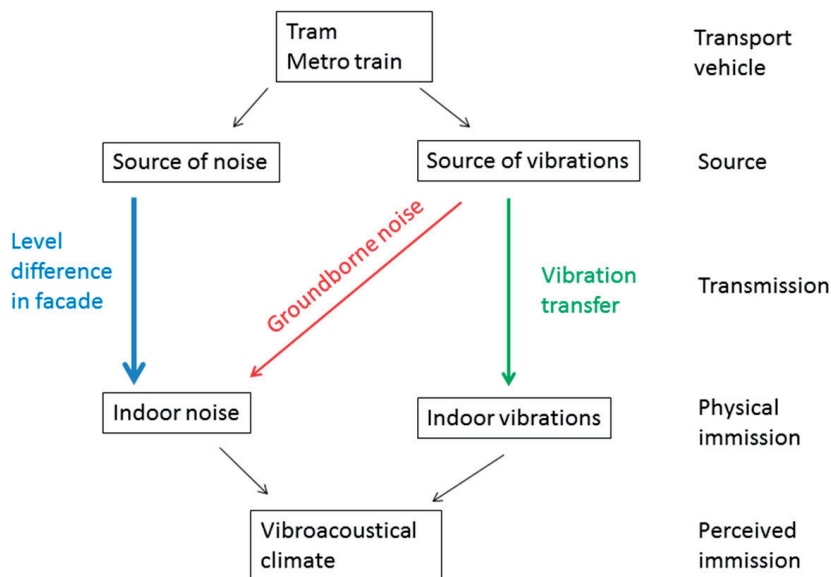 Tram
Metro train
Transport
vehicle
Source of noise
Source of vibrations
Source
Level
difference
in facade
Groundborne noise
Vibration
transfer
Transmission
Indoor noise
Indoor vibrations
Physical
immission
Vibroacoustical
climate
Perceived
immission